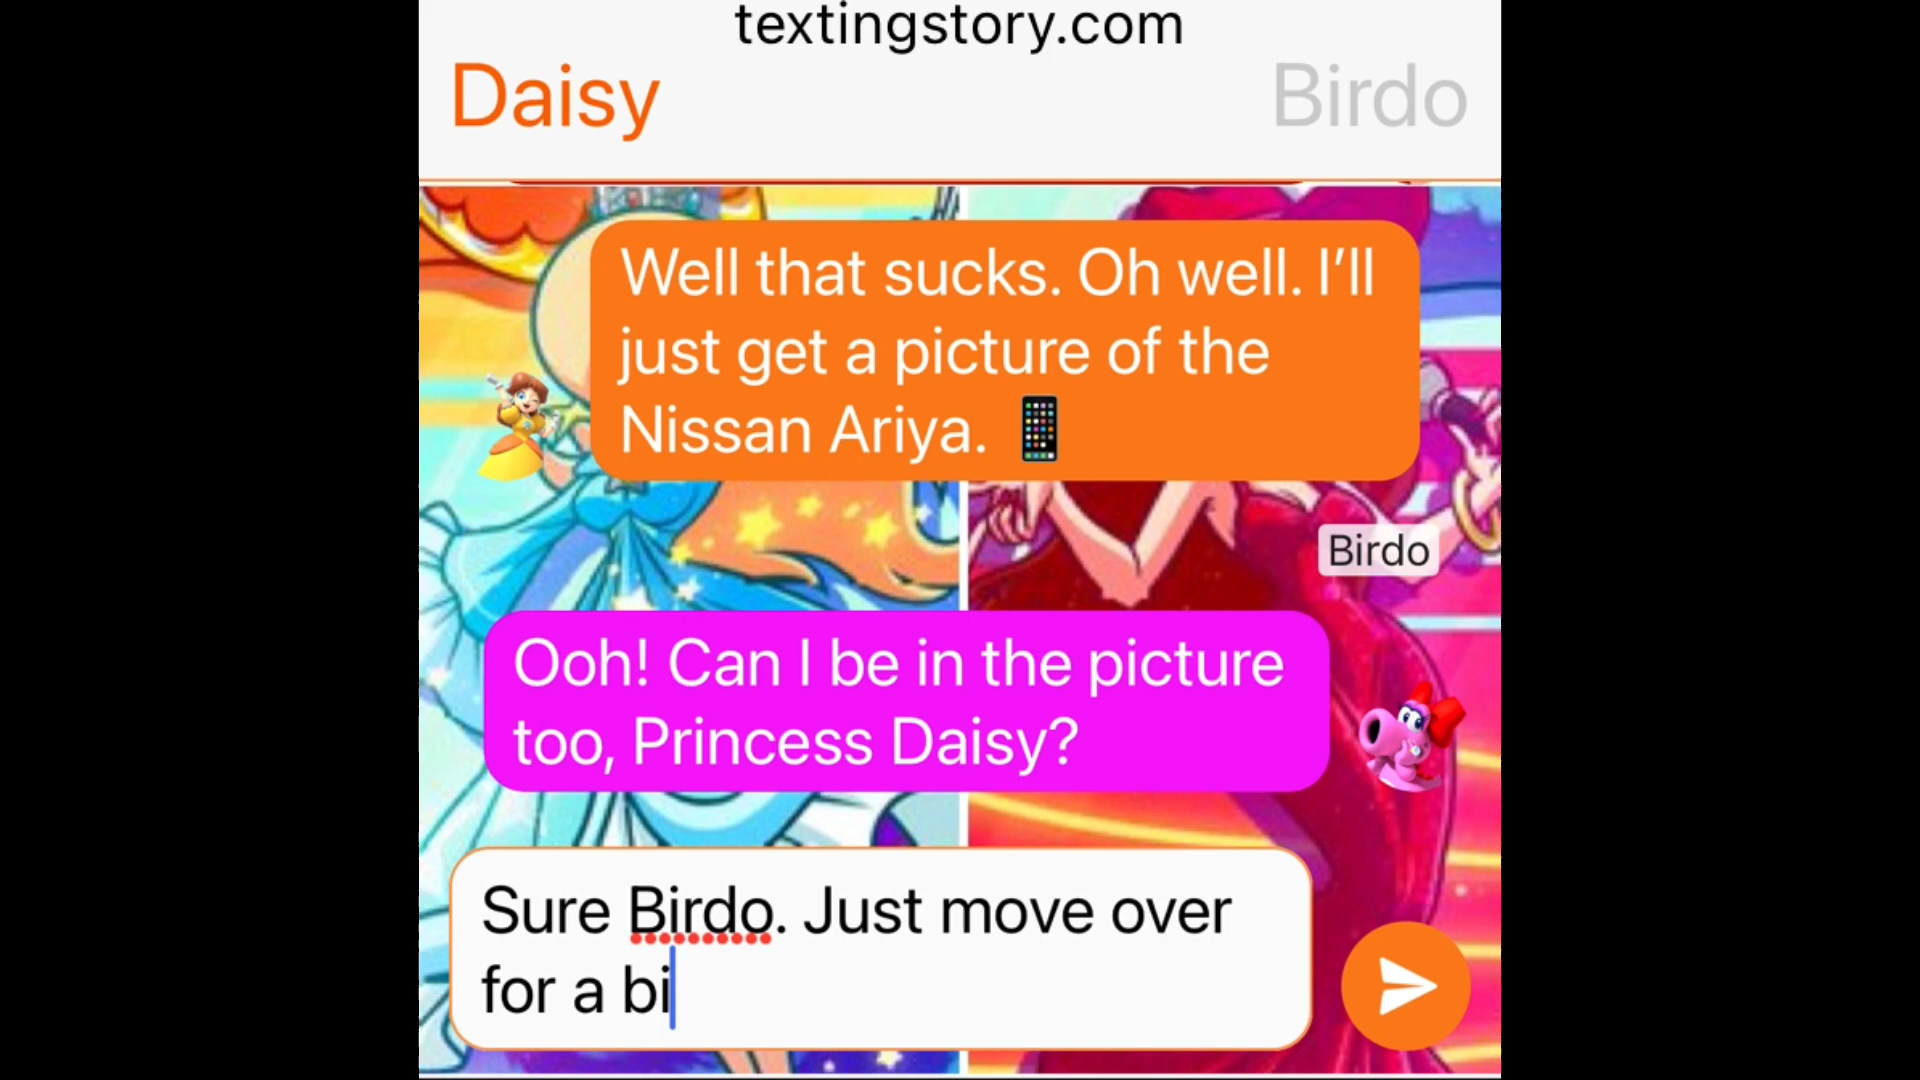 textingstory.com
Daisy
Birdo
Well that sucks. Oh well. I’ll
just get a picture of the
Nissan Ariya. 📱
Birdo
Ooh! Can I be in the picture
too, Princess Daisy?
Sure Birdo. Just move over
for a bi